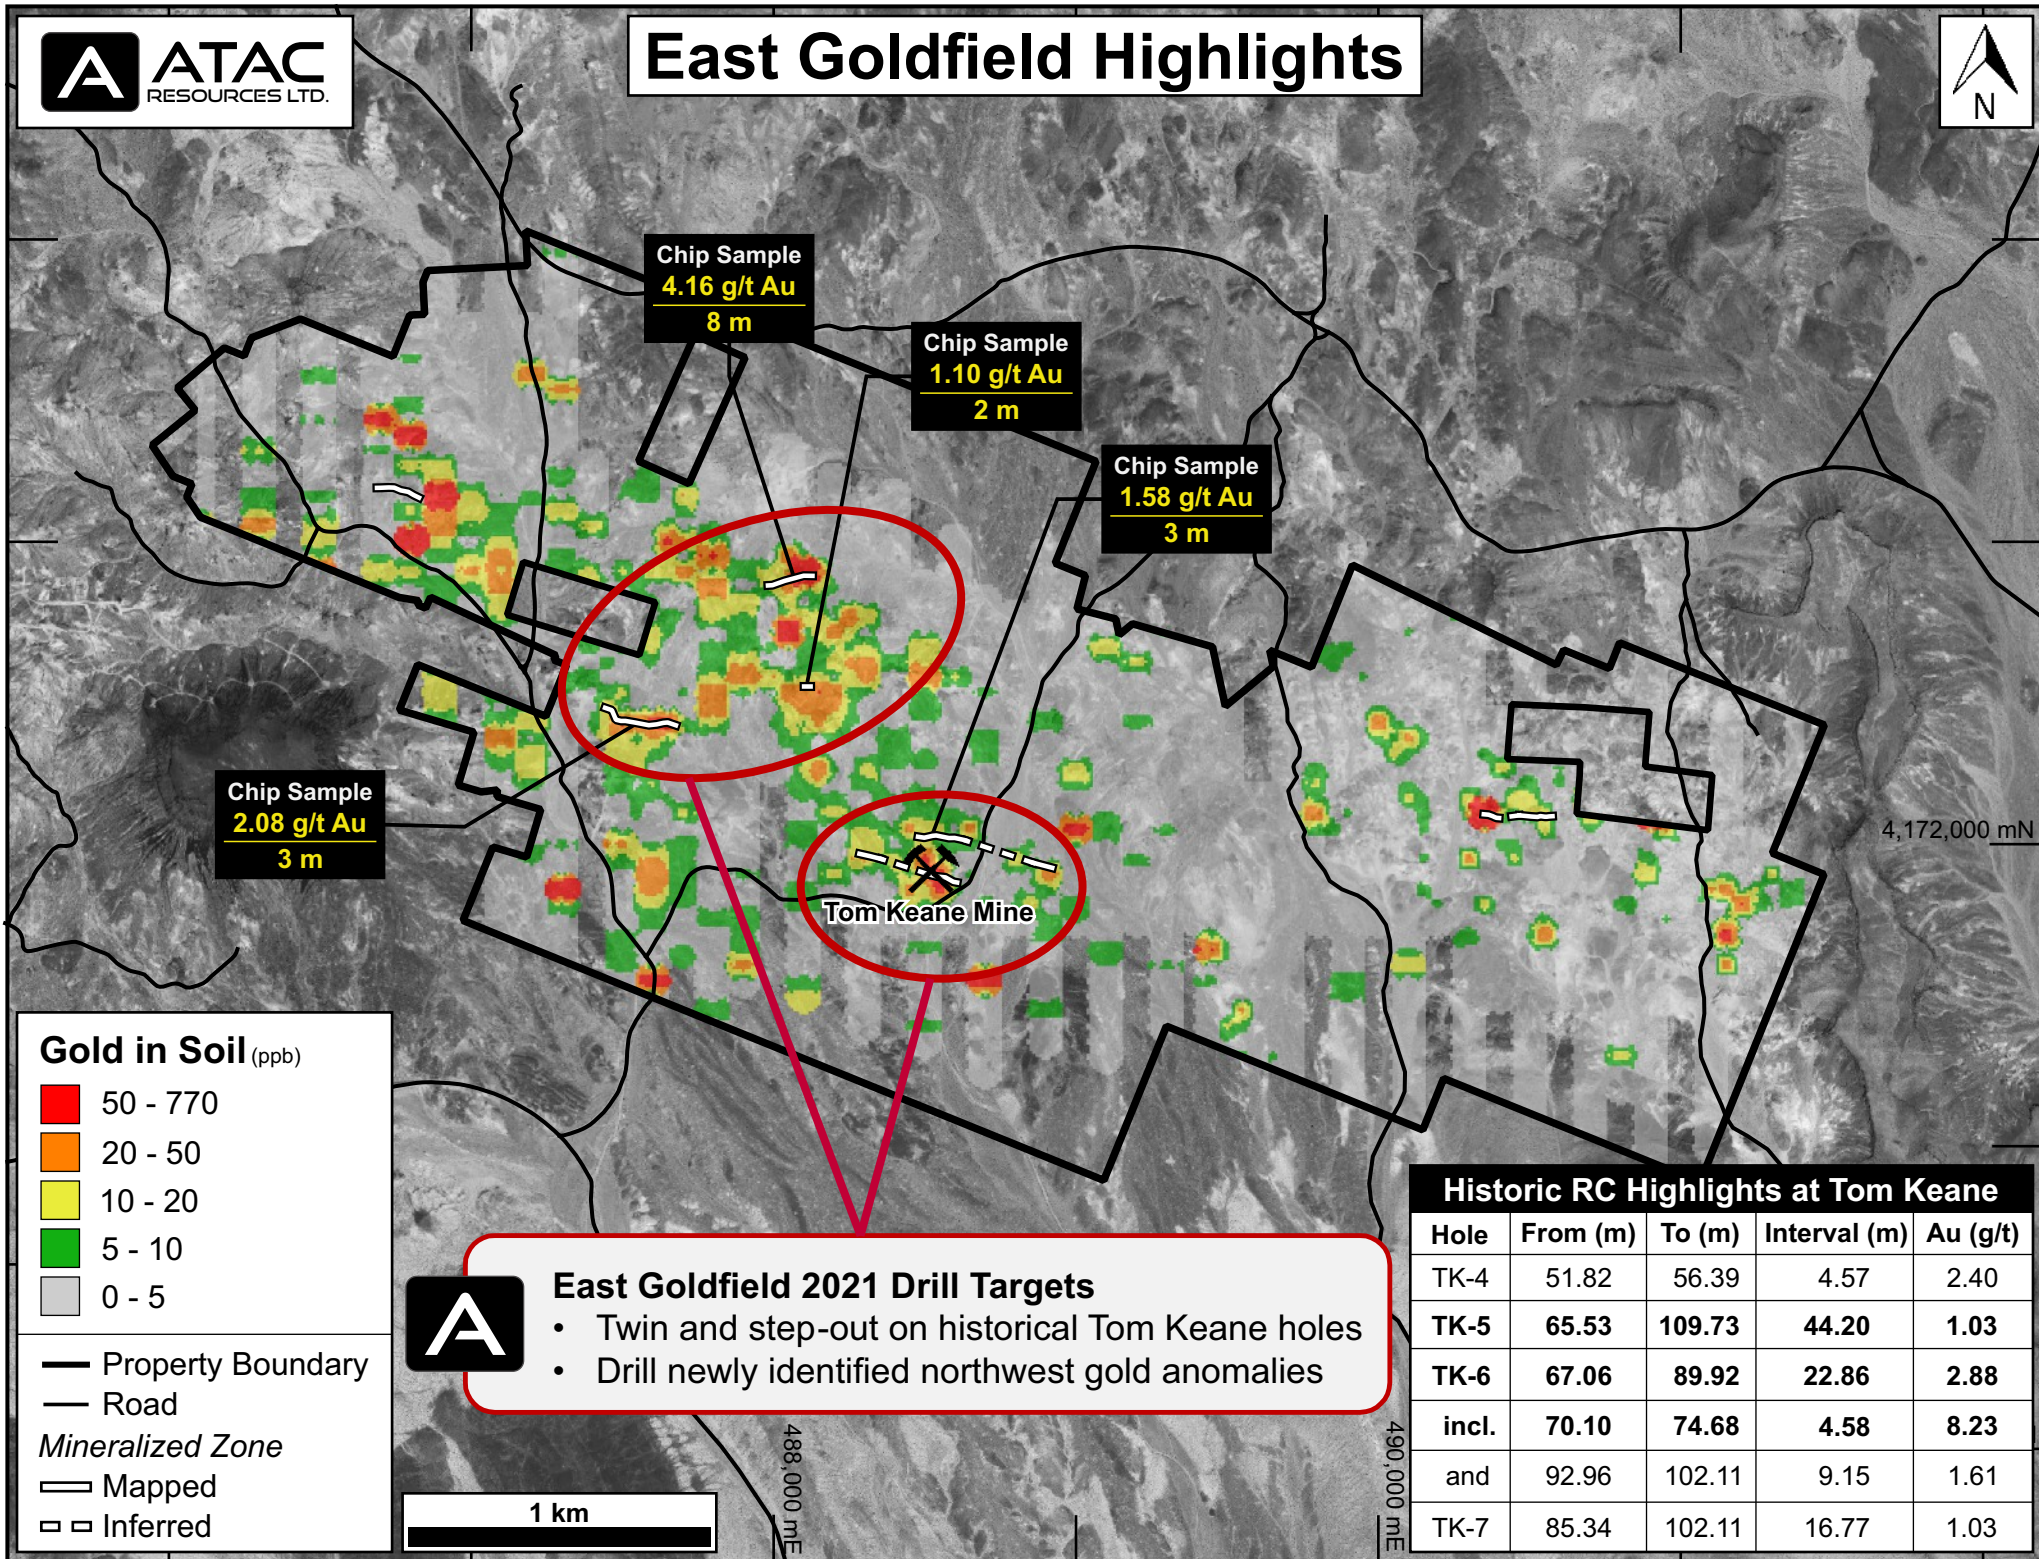 ATAC
RESOURCES LTD.
East Goldfield Highlights
N
Chip Sample
4.16 g/t Au
8 m
Chip Sample
1.10 g/t Au
2 m
Chip Sample
1.58 g/t Au
3 m
Chip Sample
2.08 g/t Au
3 m
4,172,000 mN
Tom Keane Mine
Gold in Soil (ppb)
50 - 770
20 - 50
10 - 20
5 - 10
0 - 5
Property Boundary
Road
Mineralized Zone
Mapped
Inferred
East Goldfield 2021 Drill Targets
• Twin and step-out on historical Tom Keane holes
• Drill newly identified northwest gold anomalies
1 km
488,000 mE
490,000 mE
Historic RC Highlights at Tom Keane
Hole From (m) To (m) Interval (m) Au (g/t)
TK-4 51.82 56.39 4.57 2.40
TK-5 65.53 109.73 44.20 1.03
TK-6 67.06 89.92 22.86 2.88
incl. 70.10 74.68 4.58 8.23
and 92.96 102.11 9.15 1.61
TK-7 85.34 102.11 16.77 1.03